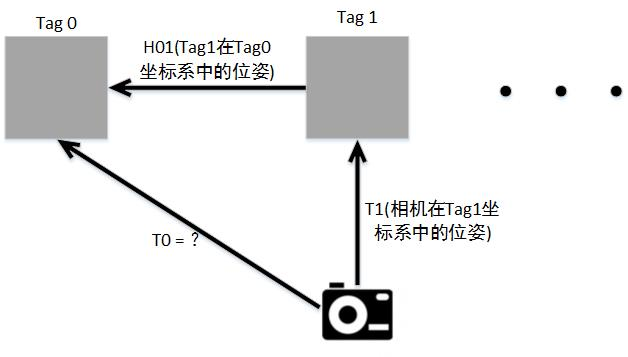 Tag 0
Tag 1
H01(Tag1在Tag0
坐标系中的位姿)
T1(相机在Tag1坐
标系中的位姿)
T0 = ？